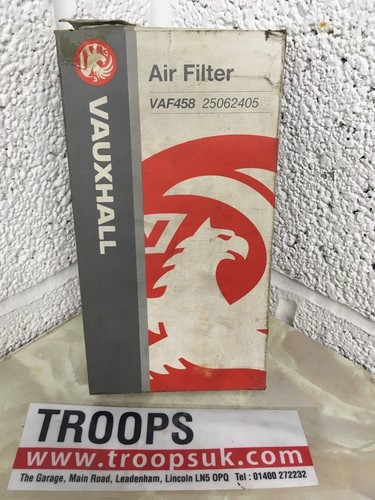 Air Filter
VAF458 25062405
VAUXHALL
TROOPS
www.troopsuk.com
The Garage, Main Road, Leadenham, Lincoln LN5 OPQ Tel : 01400 272232